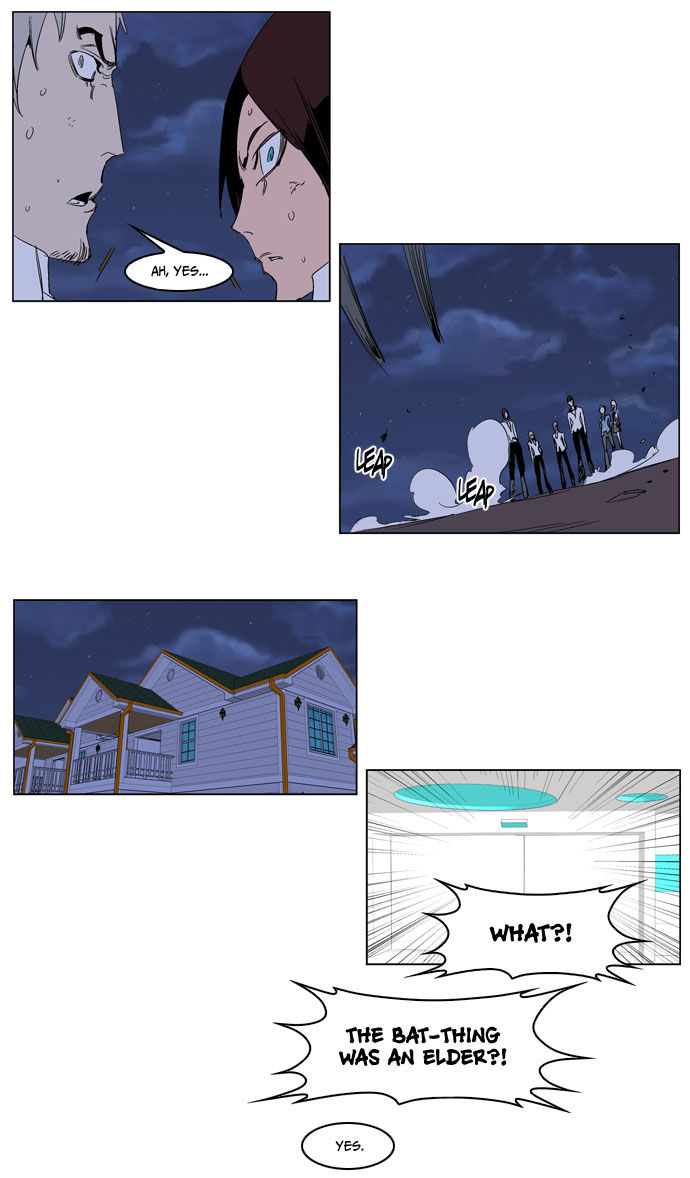 AH, YES...
LEAP
LEAP
WHAT?!
THE BAT-THING
WAS AN ELDER?!
YES.